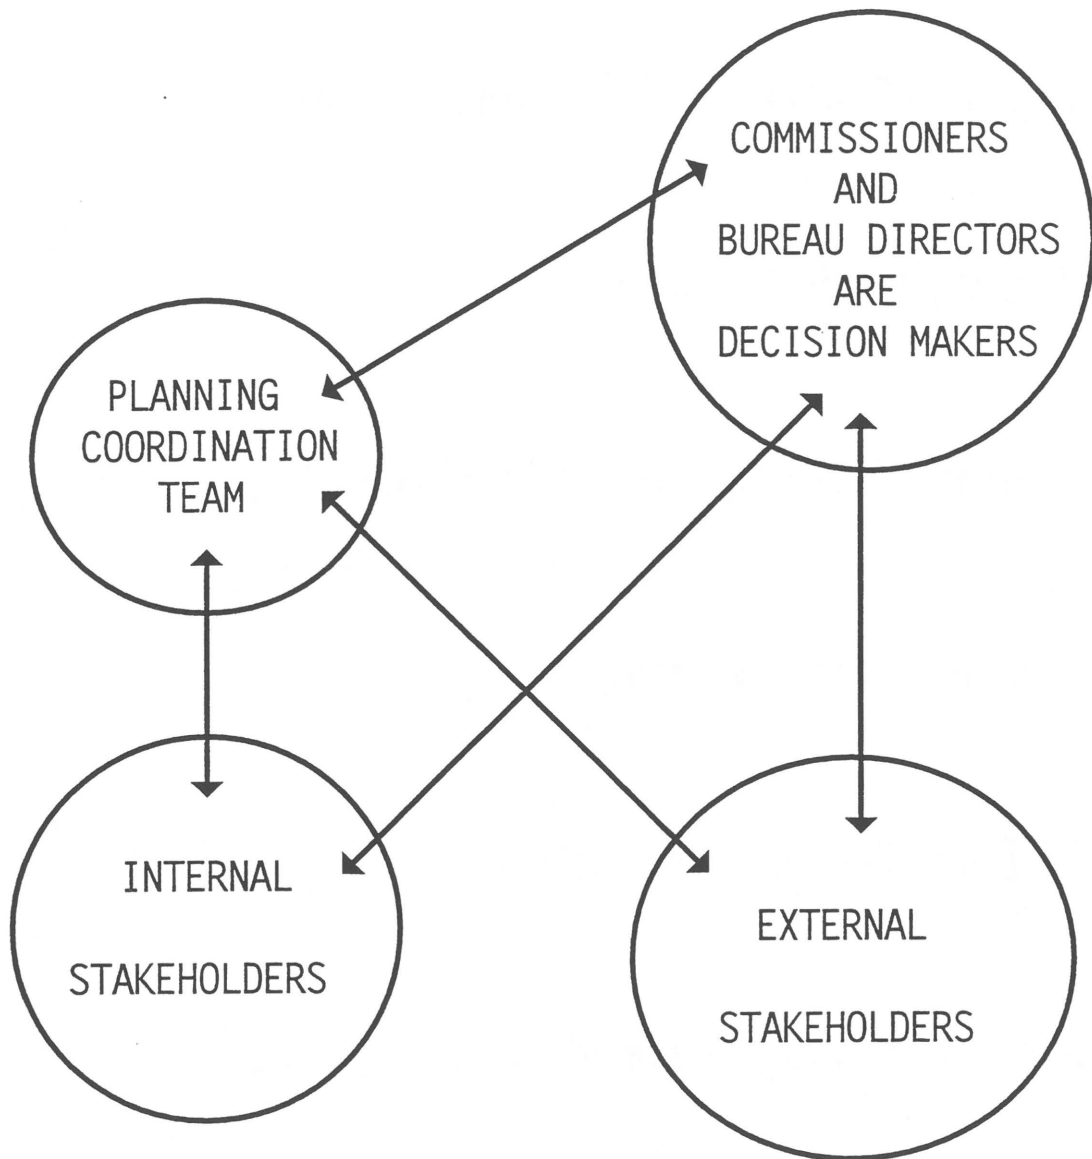 COMMISSIONERS
AND
BUREAU DIRECTORS
ARE
DECISION MAKERS
PLANNING
COORDINATION
TEAM
INTERNAL
STAKEHOLDERS
EXTERNAL
STAKEHOLDERS